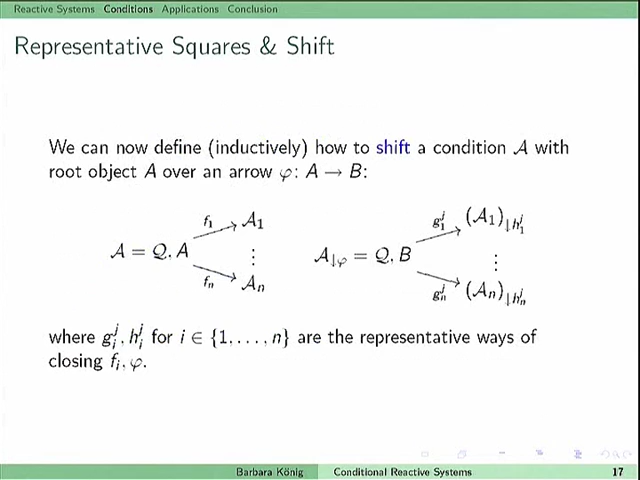 Reactive Systems Conditions Applications Conclusion
Representative Squares & Shift
We can now define (inductively) how to shift a condition 𝒜 with
root object A over an arrow φ: A → B:
f₁ 𝒜₁ g₁ʲ (𝒜₁)↓h₁ʲ
𝒜 = 𝒬, A ⋮ 𝒜↓φ = 𝒬, B ⋮
fₙ 𝒜ₙ gₙʲ (𝒜ₙ)↓hₙʲ
where gᵢʲ, hᵢʲ for i ∈ {1, . . . , n} are the representative ways of
closing fᵢ, φ.
Barbara König Conditional Reactive Systems 17